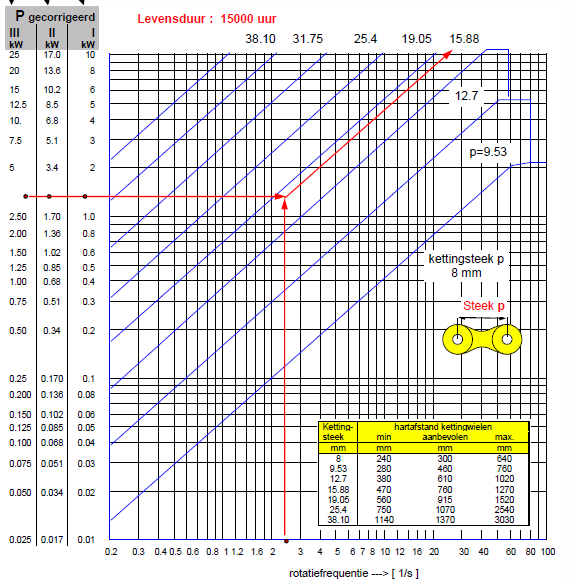 P gecorrigeerd
Levensduur : 15000 uur
III II I
kW kW kW
38.10 31.75 25.4 19.05 15.88
25 17.0 10
20 13.6 8
15 10.2 6
12.7
12.5 8.5 5
10. 6.8 4
7.5 5.1 3
p=9.53
5 3.4 2
2.50 1.70 1.0
2.00 1.36 0.8
1.50 1.02 0.6
kettingsteek p
8 mm
1.25 0.85 0.5
1.00 0.68 0.4
0.75 0.51 0.3
Steek p
0.50 0.34 0.2
0.25 0.170 0.1
0.200 0.136 0.08
0.150 0.102 0.06
0.125 0.085 0.05
0.100 0.068 0.04
0.075 0.051 0.03
0.050 0.034 0.02
0.025 0.017 0.01
Ketting- hartafstand kettingwielen
steek min aanbevolen max.
mm mm mm mm
8 240 300 640
9.53 280 460 760
12.7 380 610 1020
15.88 470 760 1270
19.05 560 915 1520
25.4 750 1070 2540
38.10 1140 1370 3030
0.2 0.3 0.4 0.5 0.6 0.8 1 1.2 1.6 2 3 4 5 6 7 8 10 12 16 20 30 40 60 80 100
rotatiefrequentie ---> [ 1/s ]